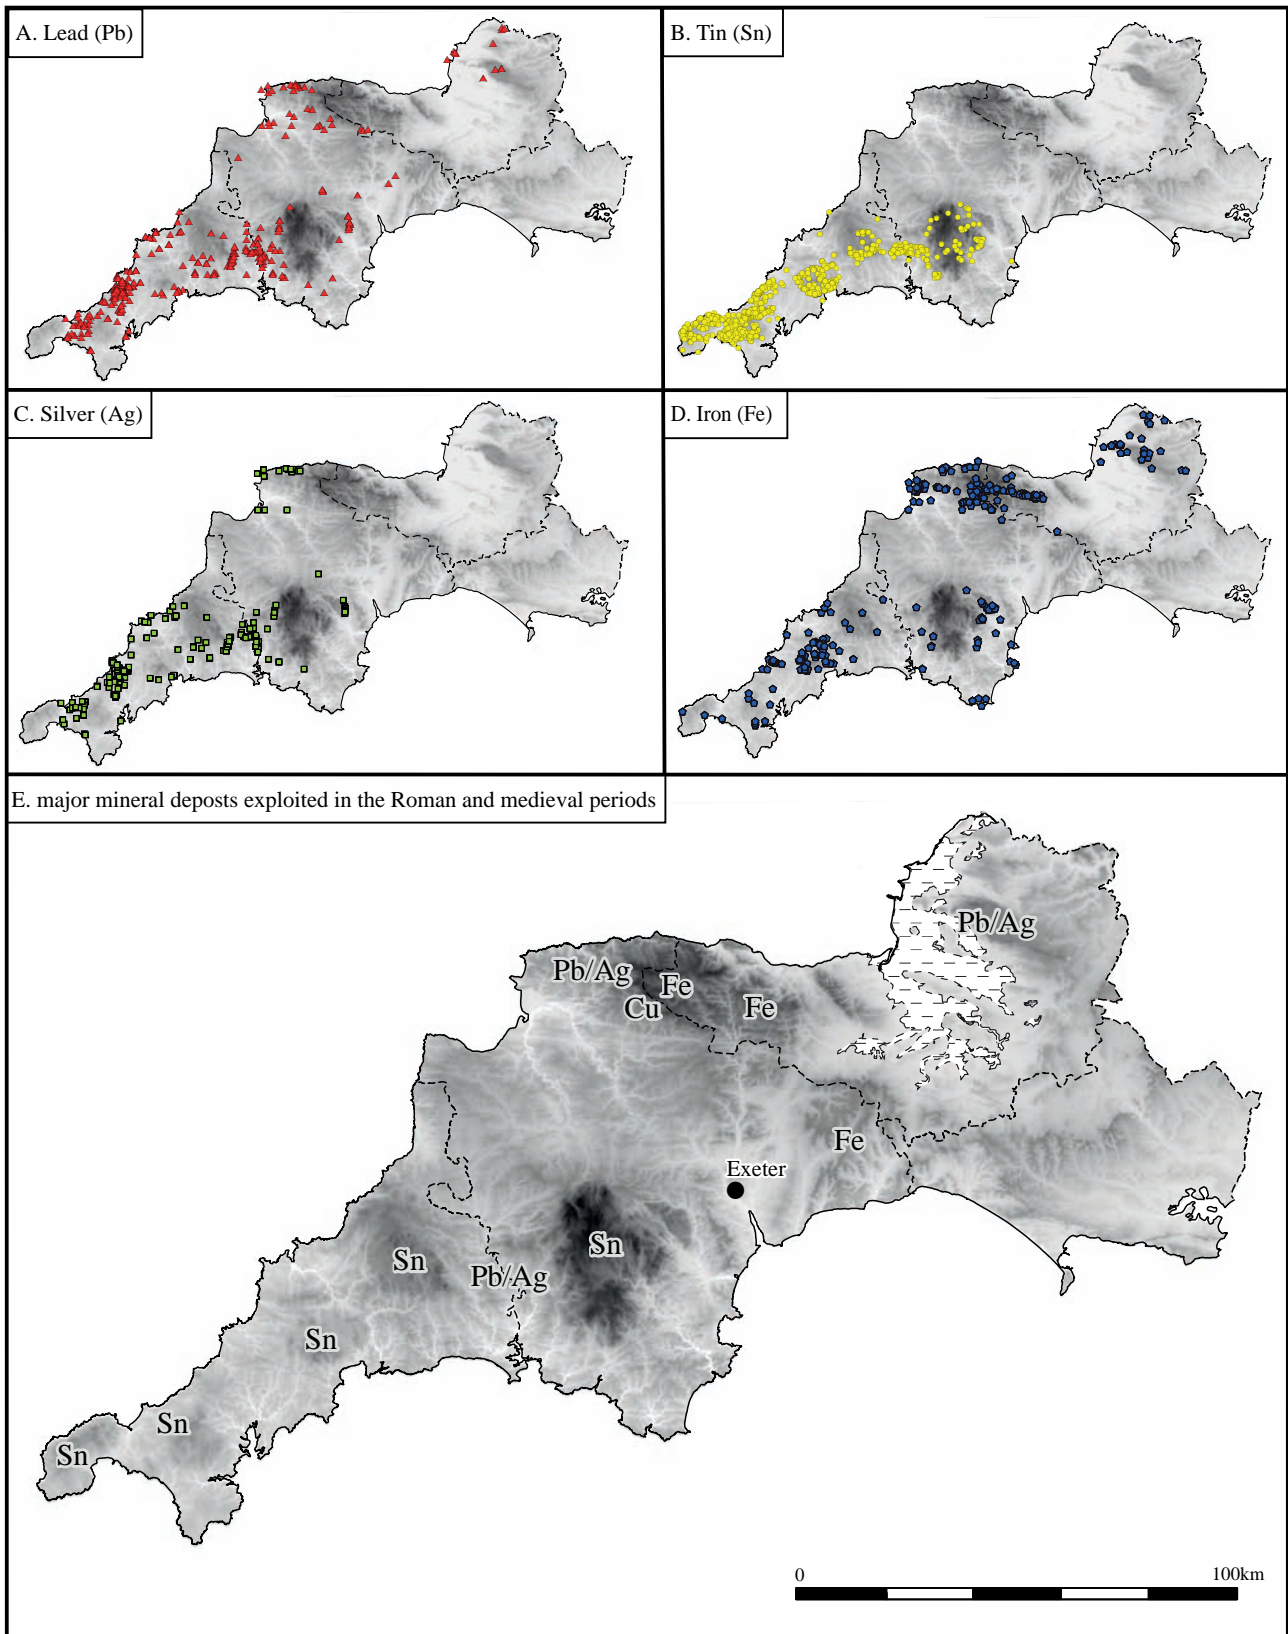 A. Lead (Pb)
B. Tin (Sn)
C. Silver (Ag)
D. Iron (Fe)
E. major mineral deposts exploited in the Roman and medieval periods
Pb/Ag
Pb/Ag
Fe
Cu
Fe
Fe
Exeter
Sn
Sn
Pb/Ag
Sn
Sn
Sn
0
100km